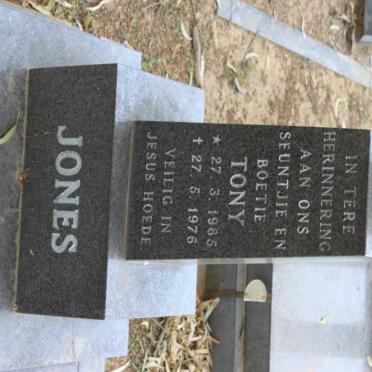 IN TERE
HERINNERING
AAN ONS
SEUNTJIE EN
BOETIE
TONY
★ 27. 3. 1965
✝ 27. 5. 1976
VEILIG IN
JESUS HOEDE
JONES